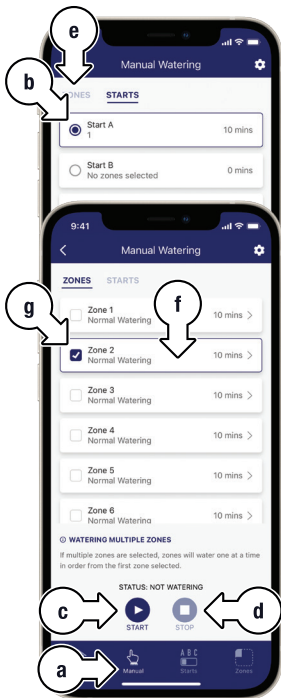 e
Manual Watering
b
ONES STARTS
Start A
1
10 mins
Start B
No zones selected
0 mins
9:41
Manual Watering
ZONES STARTS
g
f
Zone 1
Normal Watering
10 mins
Zone 2
Normal Watering
10 mins
Zone 3
Normal Watering
10 mins
Zone 4
Normal Watering
10 mins
Zone 5
Normal Watering
10 mins
Zone 6
Normal Watering
10 mins
WATERING MULTIPLE ZONES
If multiple zones are selected, zones will water one at a time
in order from the first zone selected.
STATUS: NOT WATERING
c
d
START STOP
a
A B C
Manual Starts Zones